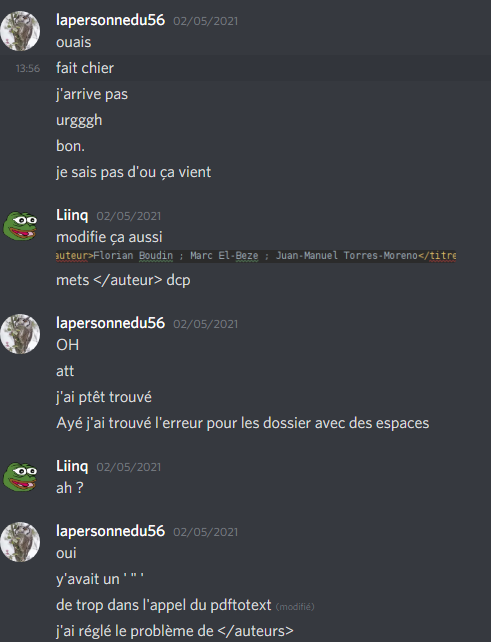 lapersonnedu56 02/05/2021
ouais
13:56 fait chier
j'arrive pas
urgggh
bon.
je sais pas d'ou ça vient
Liinq 02/05/2021
modifie ça aussi
auteur>Florian Boudin ; Marc El-Beze ; Juan-Manuel Torres-Moreno</titre
mets </auteur> dcp
lapersonnedu56 02/05/2021
OH
att
j'ai ptêt trouvé
Ayé j'ai trouvé l'erreur pour les dossier avec des espaces
Liinq 02/05/2021
ah ?
lapersonnedu56 02/05/2021
oui
y'avait un ' " '
de trop dans l'appel du pdftotext (modifié)
j'ai réglé le problème de </auteurs>